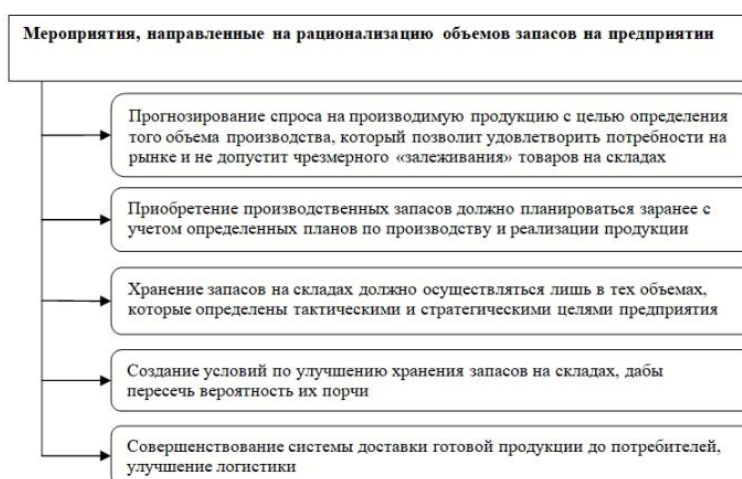 Мероприятия, направленные на рационализацию объемов запасов на предприятии
Прогнозирование спроса на производимую продукцию с целью определения
того объема производства, который позволит удовлетворить потребности на
рынке и не допустит чрезмерного «залеживания» товаров на складах
Приобретение производственных запасов должно планироваться заранее с
учетом определенных планов по производству и реализации продукции
Хранение запасов на складах должно осуществляться лишь в тех объемах,
которые определены тактическими и стратегическими целями предприятия
Создание условий по улучшению хранения запасов на складах, дабы
пересечь вероятность их порчи
Совершенствование системы доставки готовой продукции до потребителей,
улучшение логистики